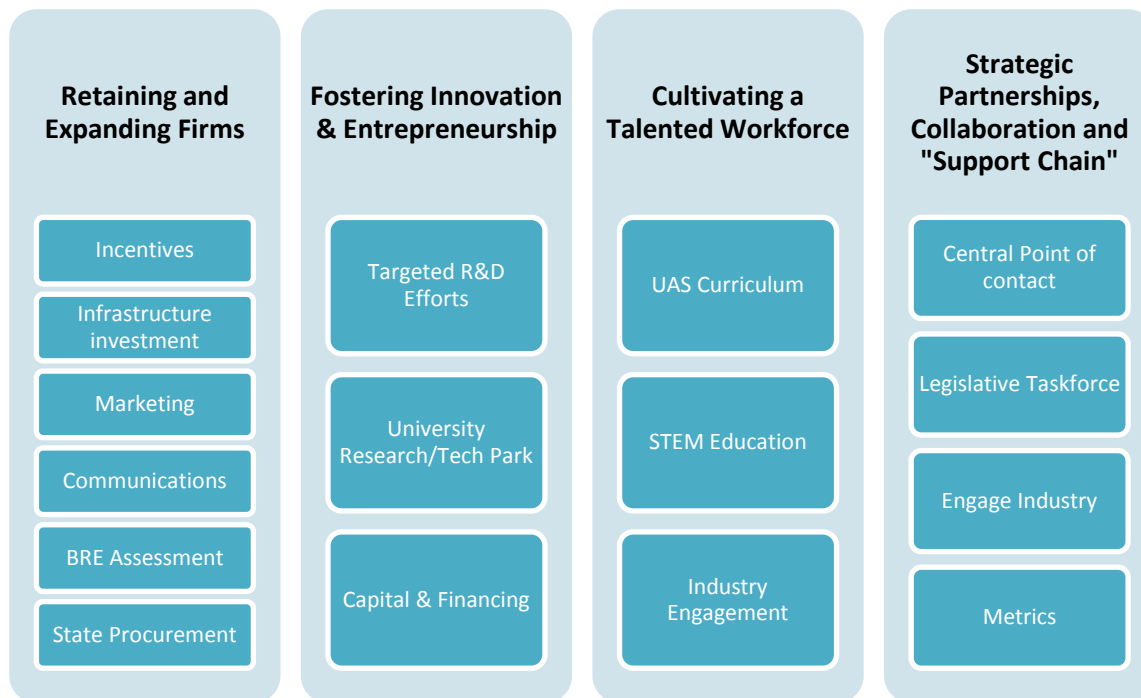 Retaining and
Expanding Firms
Incentives
Infrastructure
investment
Marketing
Communications
BRE Assessment
State Procurement
Fostering Innovation
& Entrepreneurship
Targeted R&D
Efforts
University
Research/Tech Park
Capital & Financing
Cultivating a
Talented Workforce
UAS Curriculum
STEM Education
Industry
Engagement
Strategic
Partnerships,
Collaboration and
"Support Chain"
Central Point of
contact
Legislative Taskforce
Engage Industry
Metrics